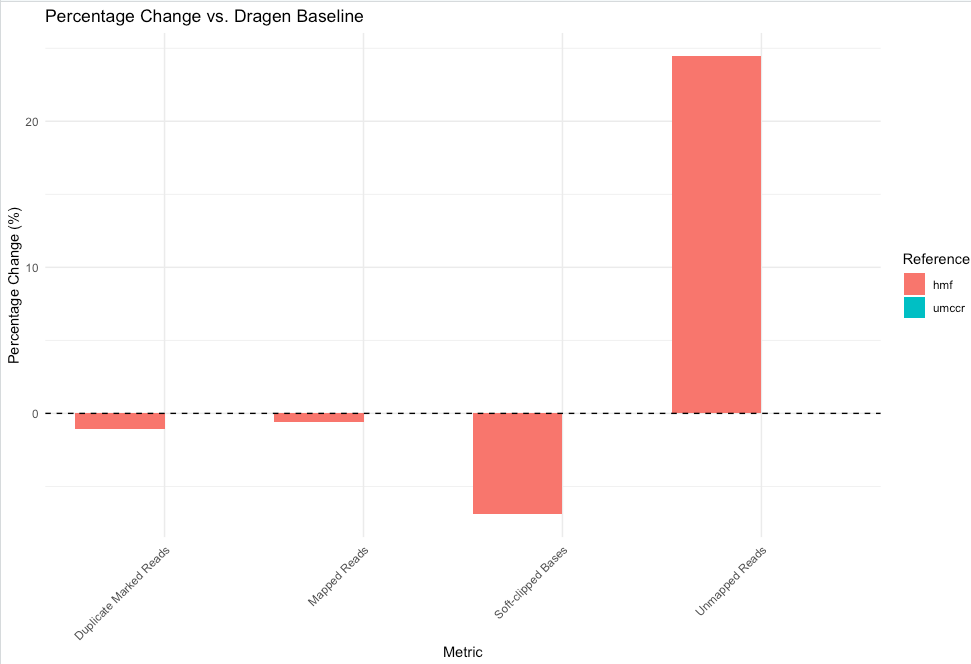 Percentage Change vs. Dragen Baseline
Percentage Change (%)
20
10
0
Duplicate Marked Reads
Mapped Reads
Soft-clipped Bases
Unmapped Reads
Metric
Reference
hmf
umccr